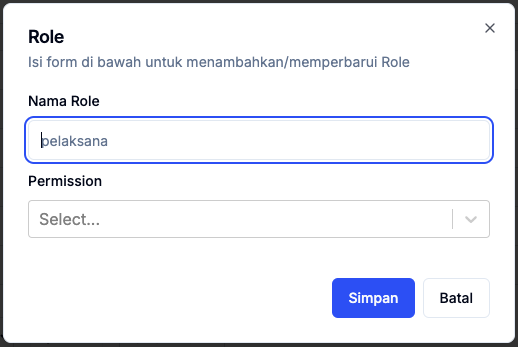 Role
Isi form di bawah untuk menambahkan/memperbarui Role
Nama Role
pelaksana
Permission
Select...
Simpan
Batal